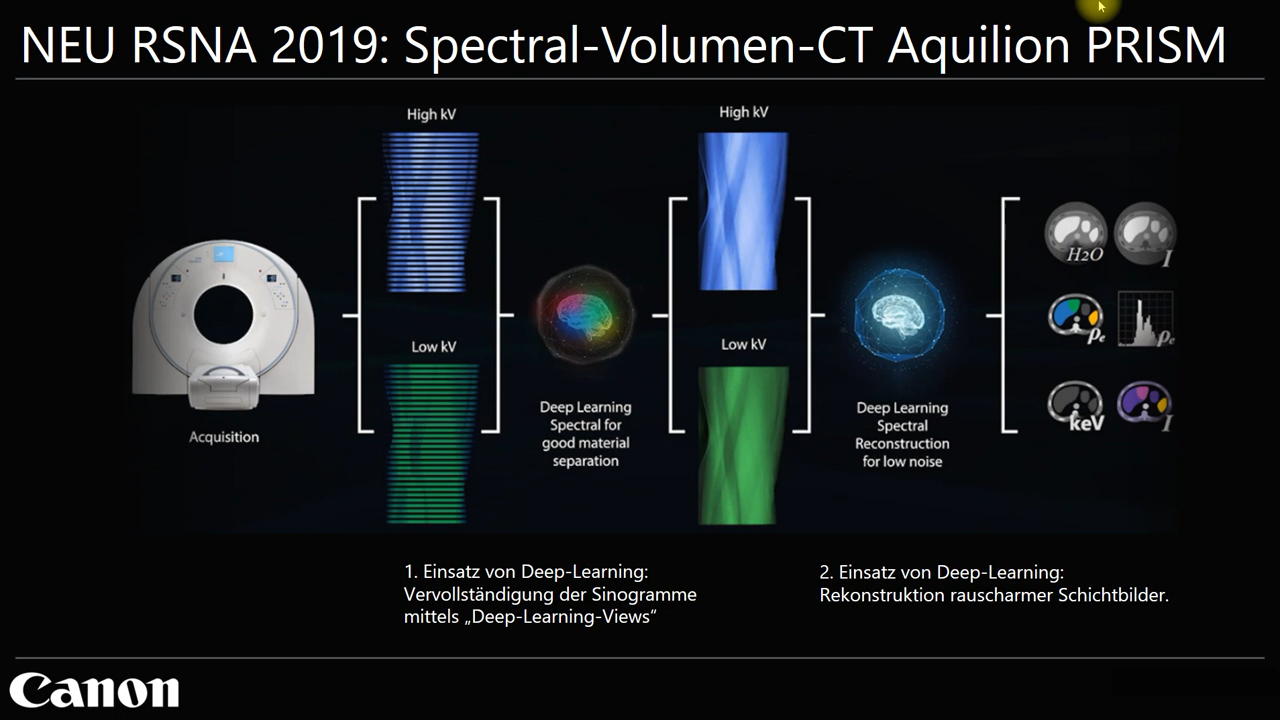 NEU RSNA 2019: Spectral-Volumen-CT Aquilion PRISM
High kV
High kV
Low kV
Low kV
Acquisition
Deep Learning
Spectral for
good material
separation
Deep Learning
Spectral
Reconstruction
for low noise
H2O
I
ρe
ρe
keV
I
1. Einsatz von Deep-Learning:
Vervollständigung der Sinogramme
mittels „Deep-Learning-Views“
2. Einsatz von Deep-Learning:
Rekonstruktion rauscharmer Schichtbilder.
Canon